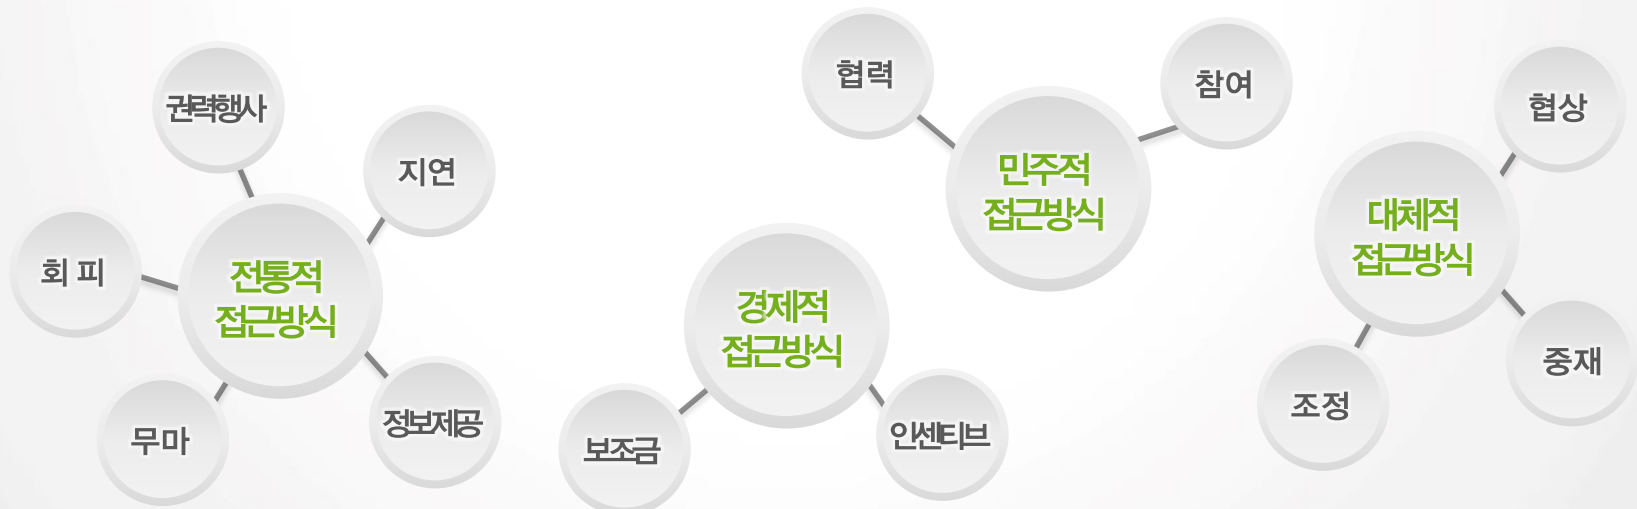 권력행사
지연
회 피
전통적
접근방식
무마
정보제공
경제적
접근방식
보조금
인센티브
협력
참여
민주적
접근방식
협상
대체적
접근방식
중재
조정